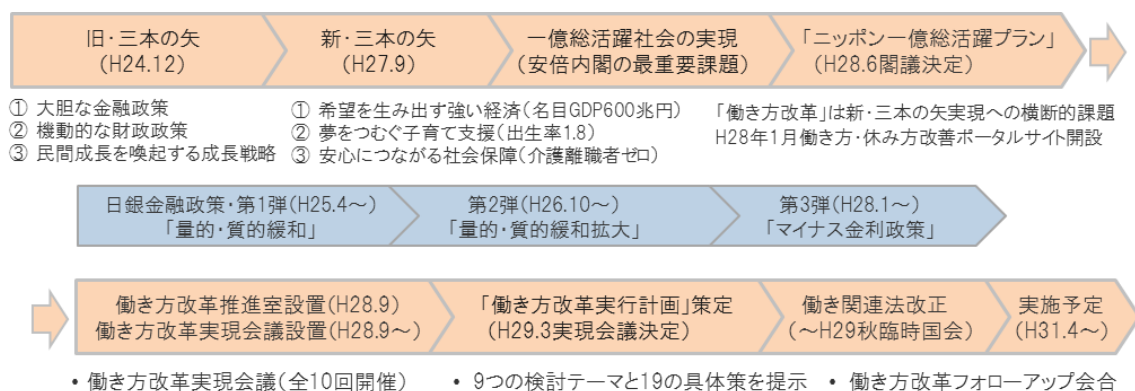 旧・三本の矢
(H24.12)
新・三本の矢
(H27.9)
一億総活躍社会の実現
(安倍内閣の最重要課題)
「ニッポン一億総活躍プラン」
(H28.6閣議決定)
① 大胆な金融政策
② 機動的な財政政策
③ 民間成長を喚起する成長戦略
① 希望を生み出す強い経済(名目GDP600兆円)
② 夢をつむぐ子育て支援(出生率1.8)
③ 安心につながる社会保障(介護離職者ゼロ)
「働き方改革」は新・三本の矢実現への横断的課題
H28年1月働き方・休み方改善ポータルサイト開設
日銀金融政策・第1弾(H25.4～)
「量的・質的緩和」
第2弾(H26.10～)
「量的・質的緩和拡大」
第3弾(H28.1～)
「マイナス金利政策」
働き方改革推進室設置(H28.9)
働き方改革実現会議設置(H28.9～)
「働き方改革実行計画」策定
(H29.3実現会議決定)
働き関連法改正
(～H29秋臨時国会)
実施予定
(H31.4～)
• 働き方改革実現会議(全10回開催)
• 9つの検討テーマと19の具体策を提示
• 働き方改革フォローアップ会合